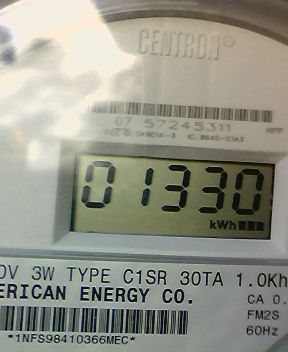 CENTRON®
07 57245311
01330
kWh
0V 3W TYPE C1SR 30TA 1.0Kh
ERICAN ENERGY CO.
CA 0.
FM2S
60Hz
*1NFS98410366MEC*